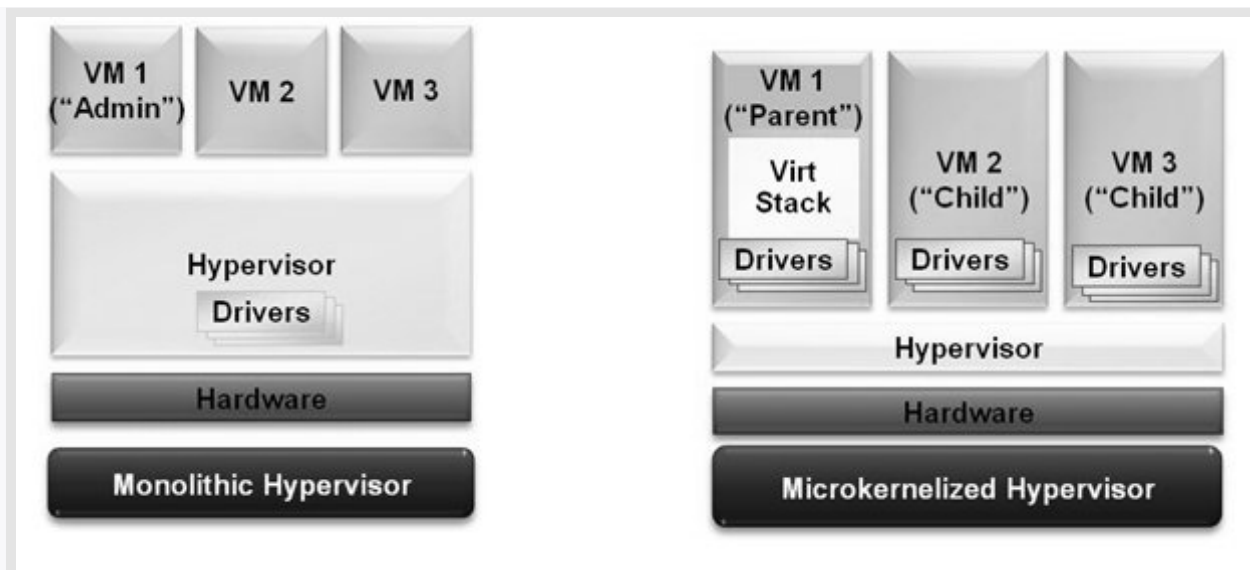 VM 1
("Admin")
VM 2
VM 3
Hypervisor
Drivers
Hardware
Monolithic Hypervisor
VM 1
("Parent")
Virt
Stack
Drivers
VM 2
("Child")
Drivers
VM 3
("Child")
Drivers
Hypervisor
Hardware
Microkernelized Hypervisor